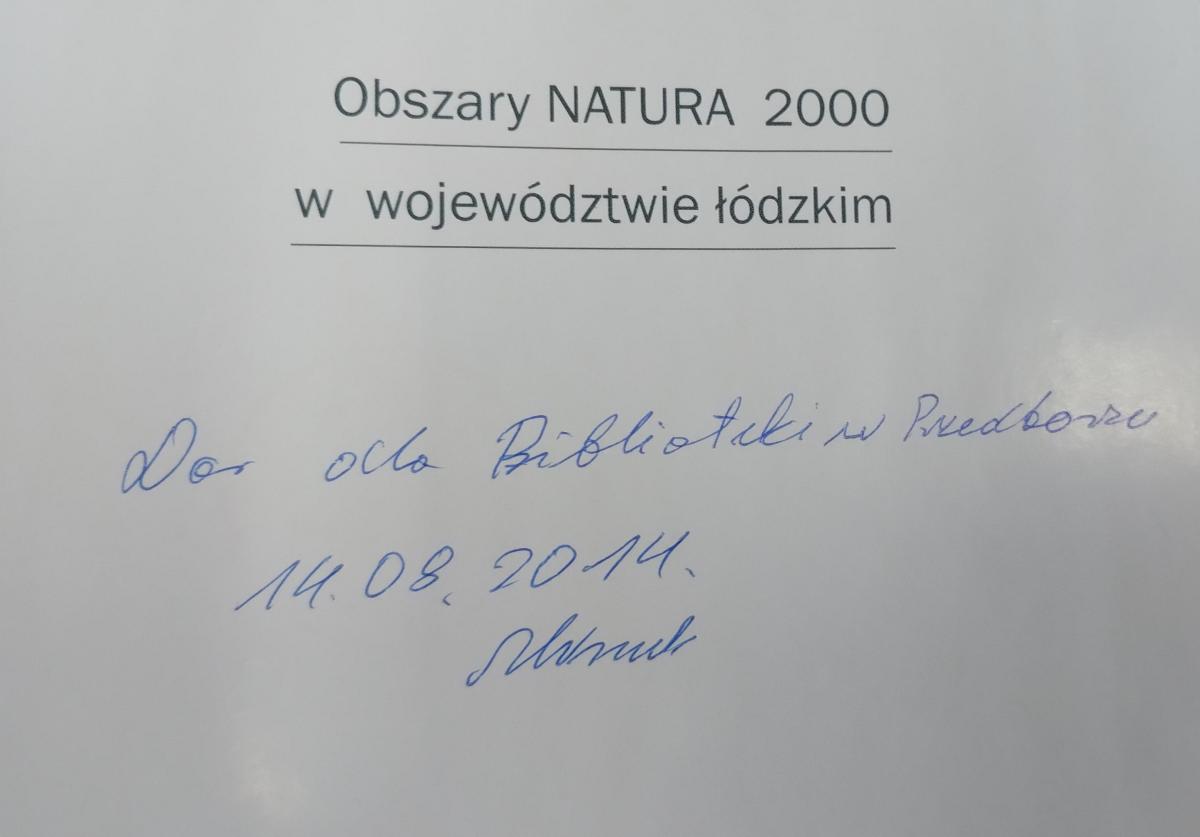 Obszary NATURA 2000
w województwie łódzkim
Dar dla Biblioteki w Przedborzu
14.08.2014.